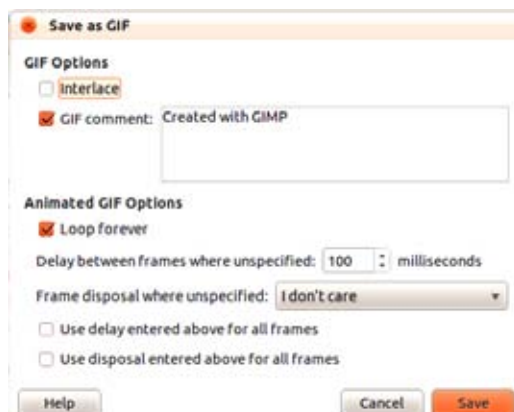 Save as GIF
GIF Options
Interlace
GIF comment: Created with GIMP
Animated GIF Options
Loop forever
Delay between frames where unspecified: 100 milliseconds
Frame disposal where unspecified: I don't care
Use delay entered above for all frames
Use disposal entered above for all frames
Help Cancel Save